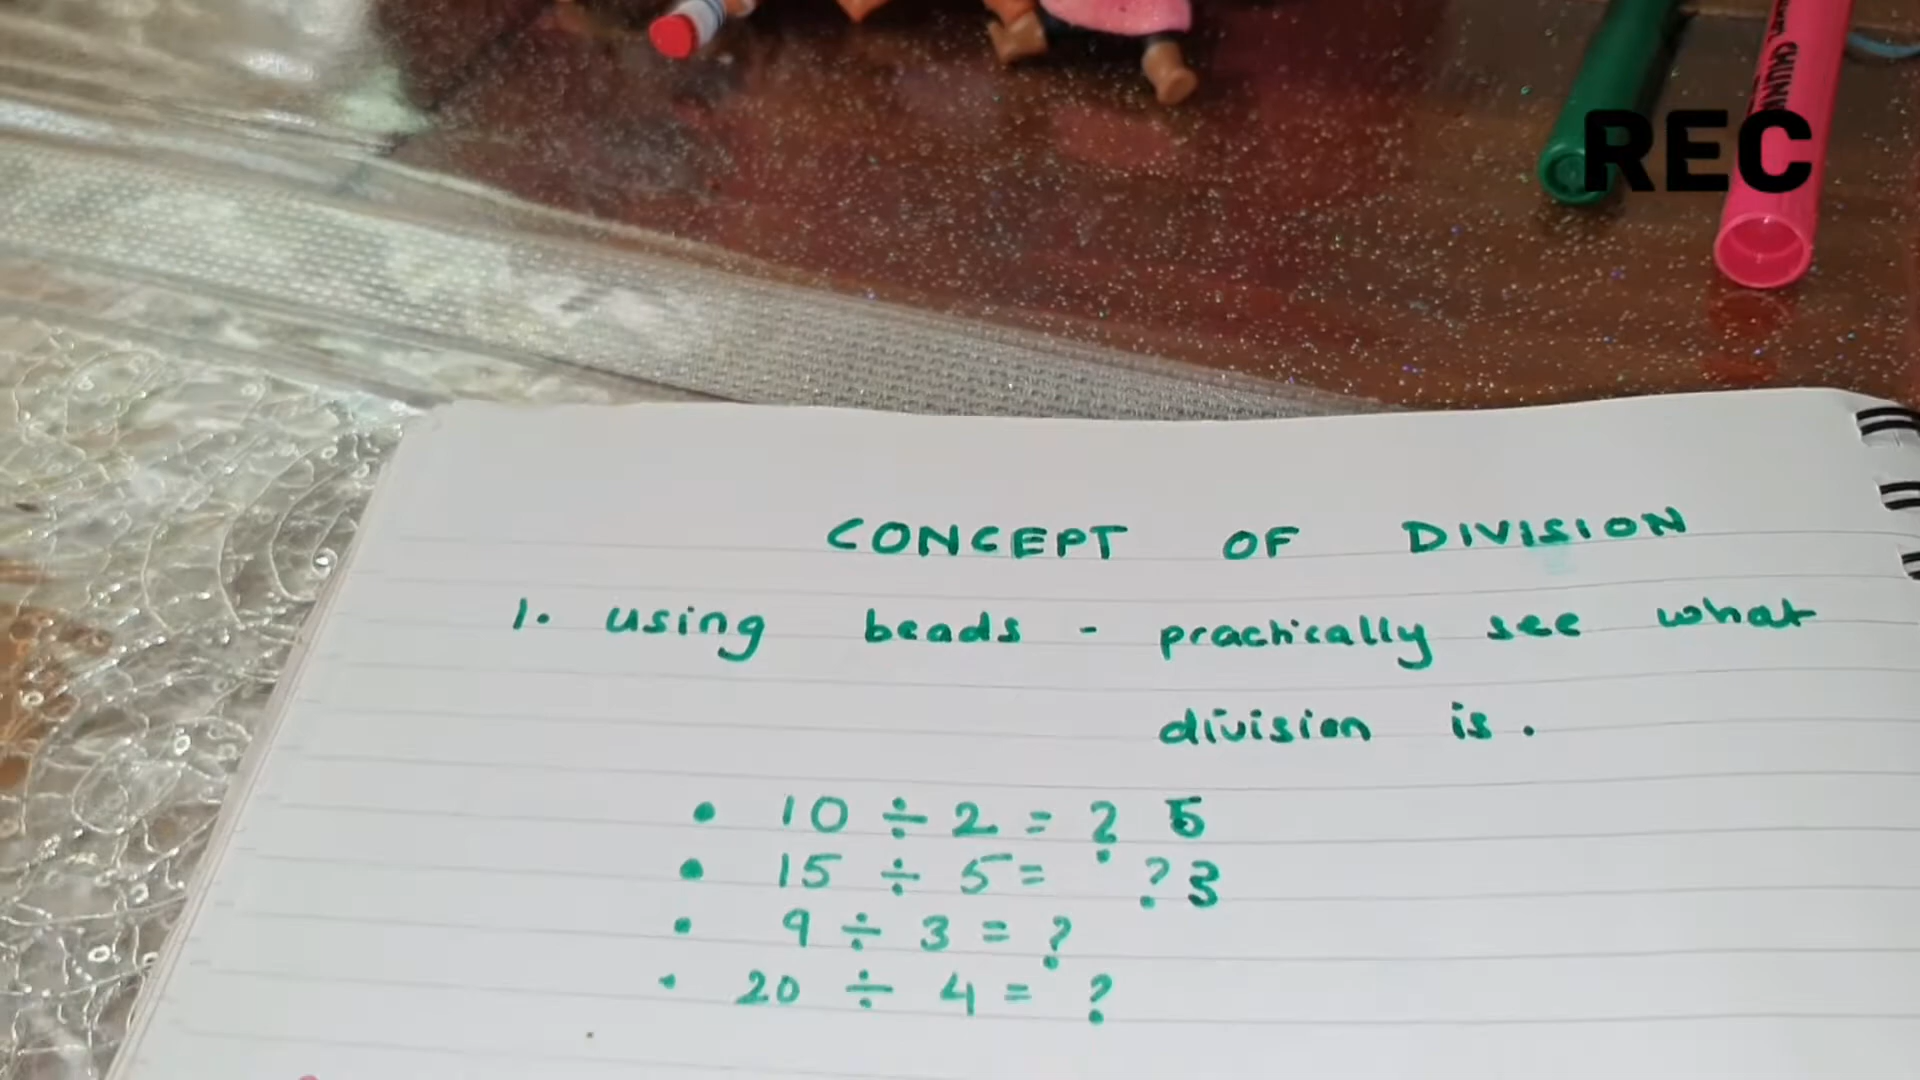 CHUNK
REC
CONCEPT OF DIVISION
1. using beads - practically see what
division is.
• 10 ÷ 2 = ? 5
• 15 ÷ 5 = ? 3
• 9 ÷ 3 = ?
• 20 ÷ 4 = ?